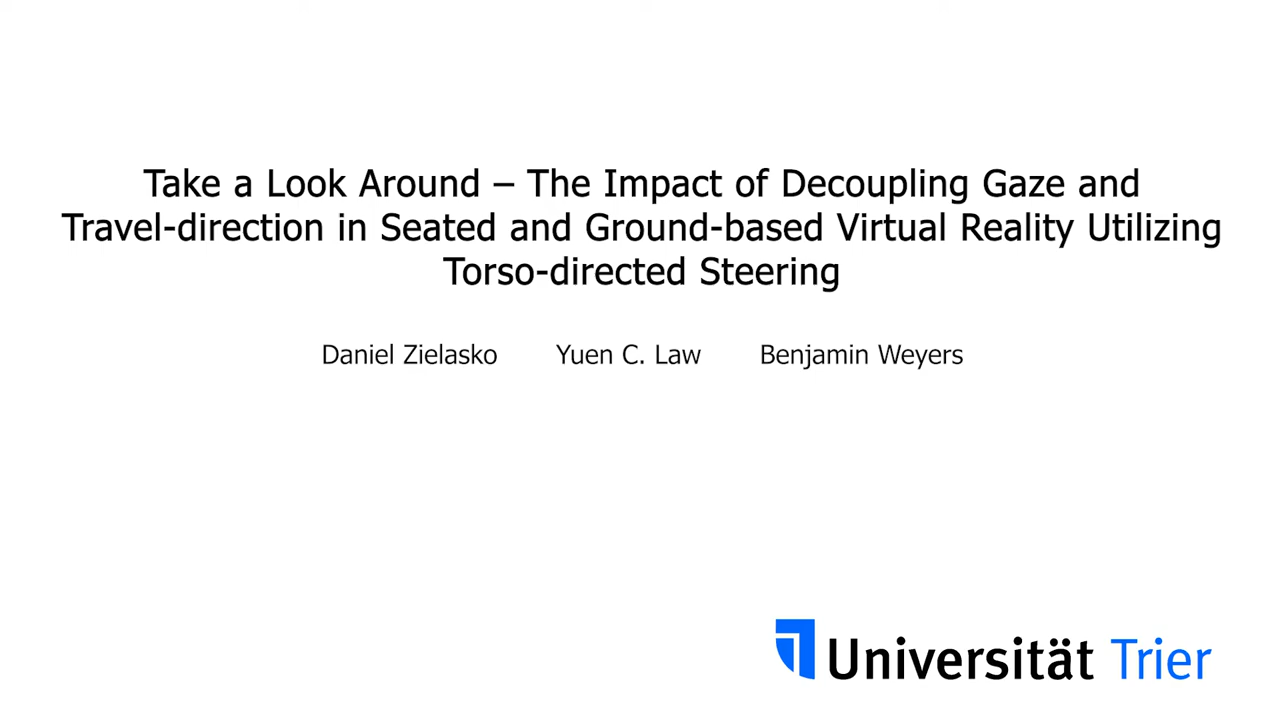 Take a Look Around – The Impact of Decoupling Gaze and
Travel-direction in Seated and Ground-based Virtual Reality Utilizing
Torso-directed Steering
Daniel Zielasko Yuen C. Law Benjamin Weyers
Universität Trier